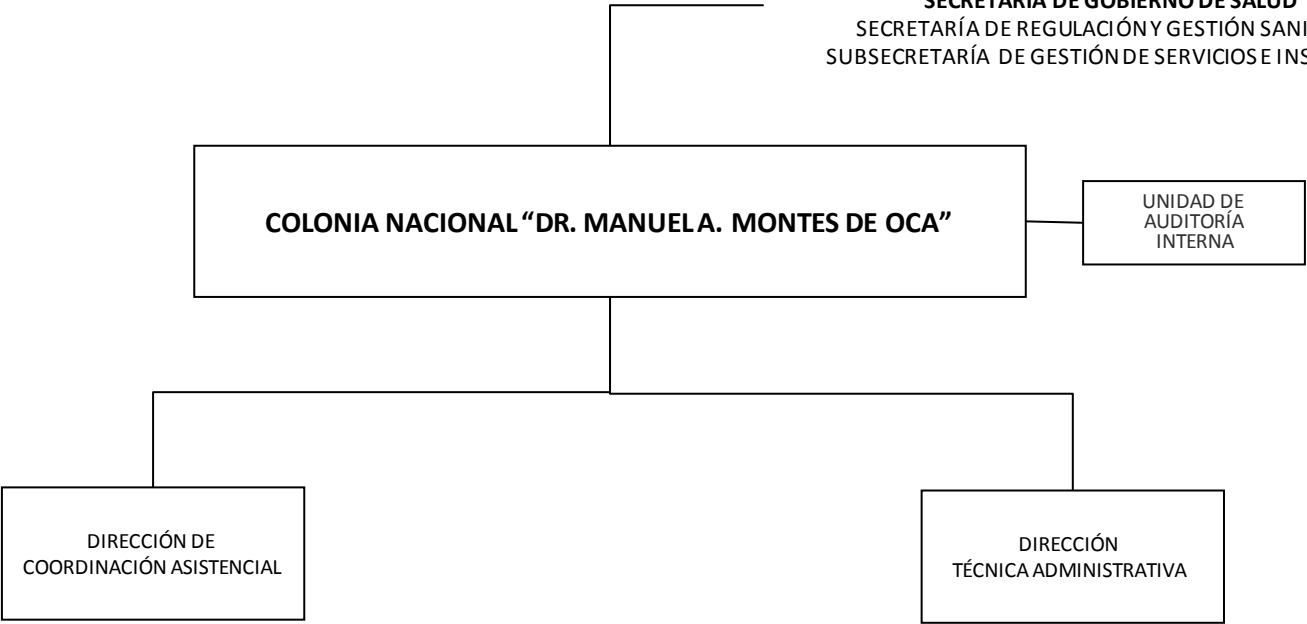 SECRETARÍA DE GOBIERNO DE SALUD
SECRETARÍA DE REGULACIÓN Y GESTIÓN
SUBSECRETARÍA DE GESTIÓN DE SERVICIOS E
COLONIA NACIONAL “DR. MANUEL A. MONTES DE OCA”
UNIDAD DE
AUDITORÍA
INTERNA
DIRECCIÓN DE
COORDINACIÓN ASISTENCIAL
DIRECCIÓN
TÉCNICA ADMINISTRATIVA